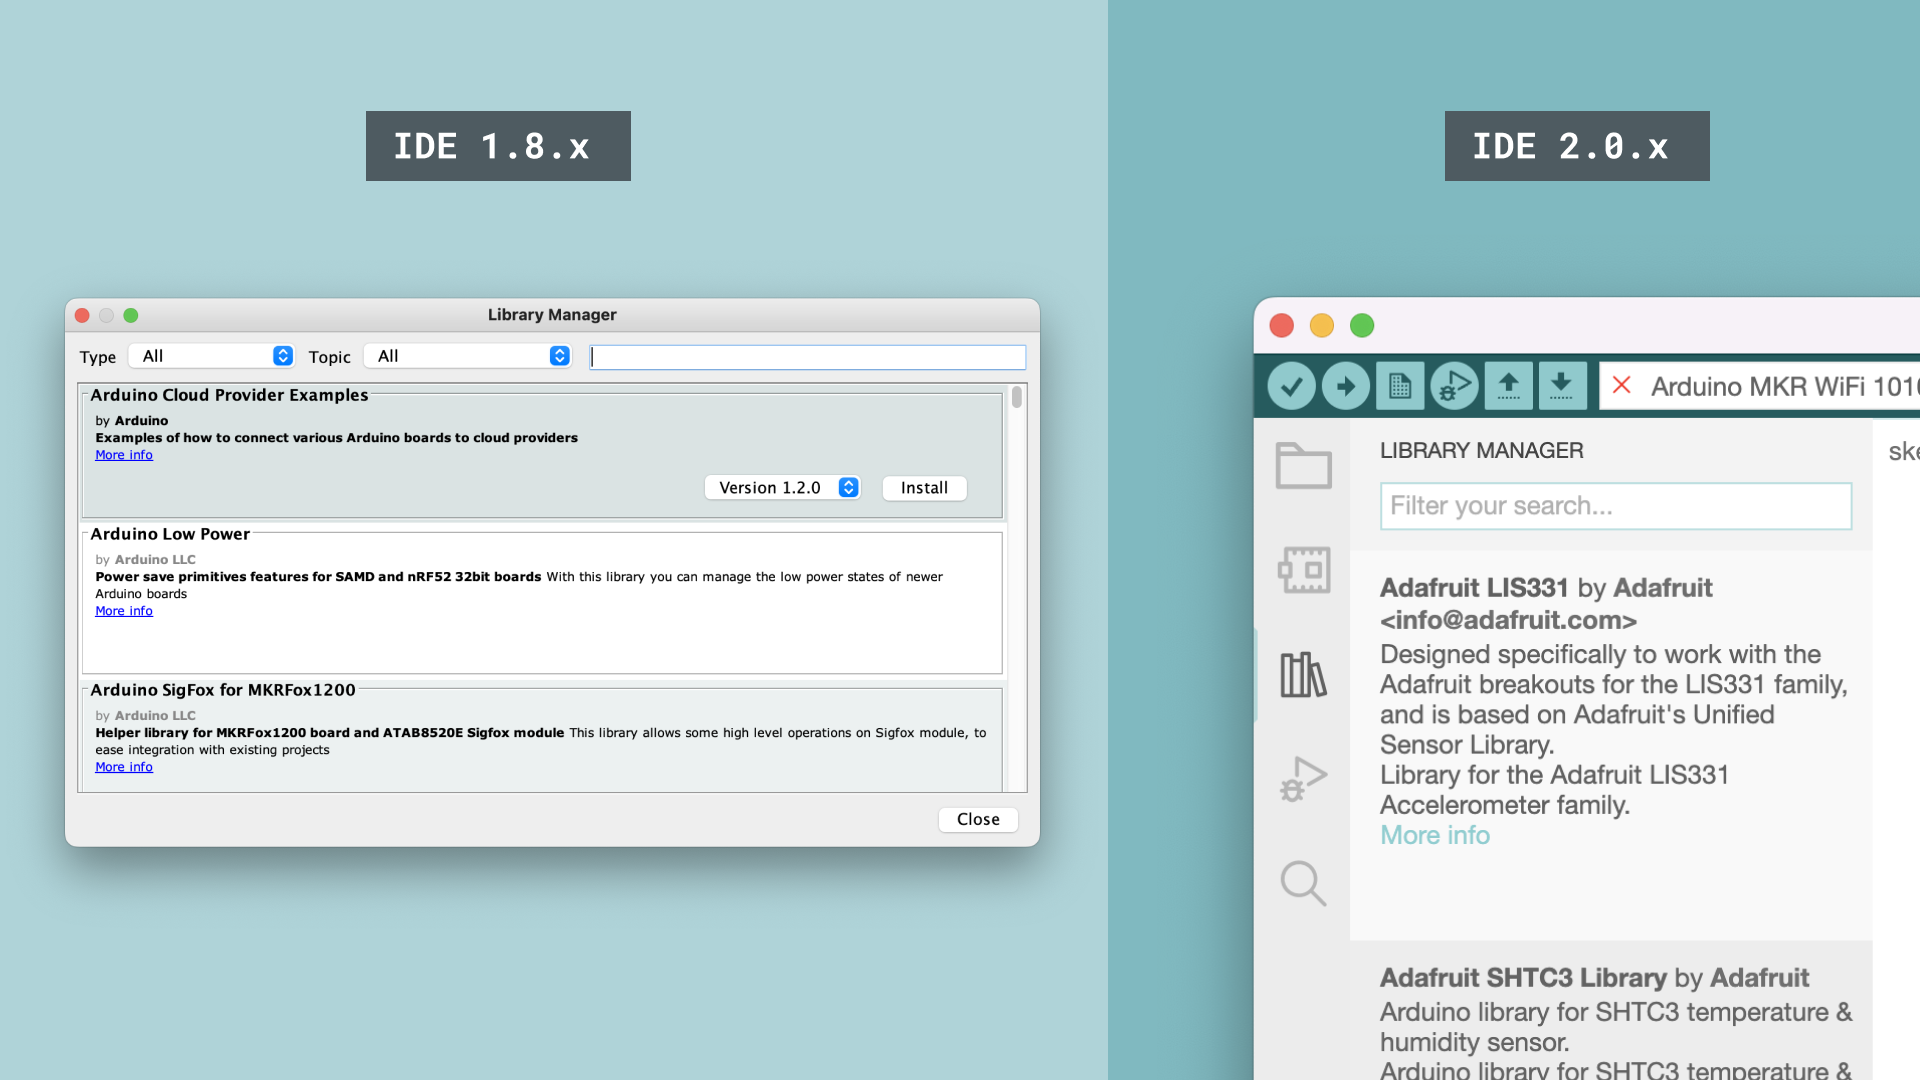 IDE 1.8.x
Library Manager
Type All Topic All
Arduino Cloud Provider Examples
by Arduino
Examples of how to connect various Arduino boards to cloud providers
More info
Version 1.2.0 Install
Arduino Low Power
by Arduino LLC
Power save primitives features for SAMD and nRF52 32bit boards With this library you can manage the low power states of newer
Arduino boards
More info
Arduino SigFox for MKRFox1200
by Arduino LLC
Helper library for MKRFox1200 board and ATAB8520E Sigfox module This library allows some high level operations on Sigfox module, to
ease integration with existing projects
More info
Close
IDE 2.0.x
Arduino MKR WiFi 1010
LIBRARY MANAGER
ske
Filter your search...
Adafruit LIS331 by Adafruit
<info@adafruit.com>
Designed specifically to work with the
Adafruit breakouts for the LIS331 family,
and is based on Adafruit's Unified
Sensor Library.
Library for the Adafruit LIS331
Accelerometer family.
More info
Adafruit SHTC3 Library by Adafruit
Arduino library for SHTC3 temperature &
humidity sensor.
Arduino library for SHTC3 temperature &